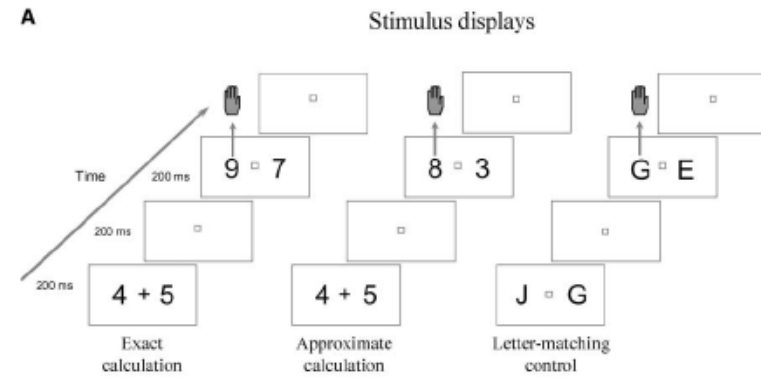 A
Stimulus displays
9 7
8 3
G E
Time
200 ms
200 ms
200 ms
4 + 5
4 + 5
J G
Exact
calculation
Approximate
calculation
Letter-matching
control